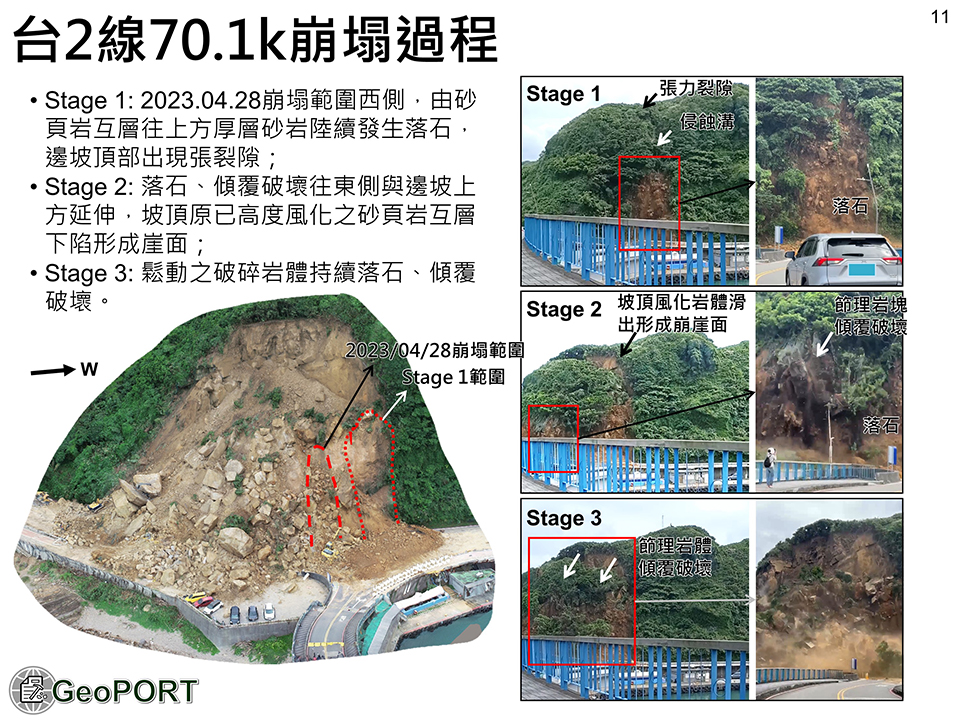 11
台2線70.1k崩塌過程
• Stage 1: 2023.04.28崩塌範圍西側，由砂
頁岩互層往上方厚層砂岩陸續發生落石，
邊坡頂部出現張裂隙；
• Stage 2: 落石、傾覆破壞往東側與邊坡上
方延伸，坡頂原已高度風化之砂頁岩互層
下陷形成崖面；
• Stage 3: 鬆動之破碎岩體持續落石、傾覆
破壞。
2023/04/28崩塌範圍
Stage 1範圍
W
GeoPORT
Stage 1
張力裂隙
侵蝕溝
落石
Stage 2
坡頂風化岩體滑
出形成崩崖面
節理岩塊
傾覆破壞
落石
Stage 3
節理岩體
傾覆破壞